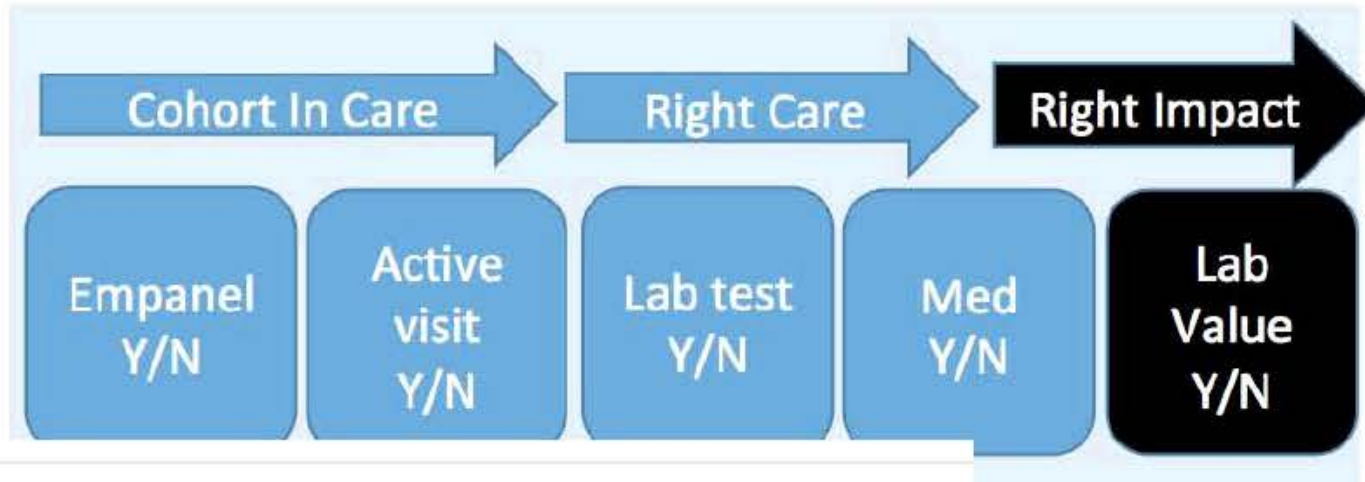 Cohort In Care
Right Care
Right Impact
Empanel
Y/N
Active
visit
Y/N
Lab test
Y/N
Med
Y/N
Lab
Value
Y/N